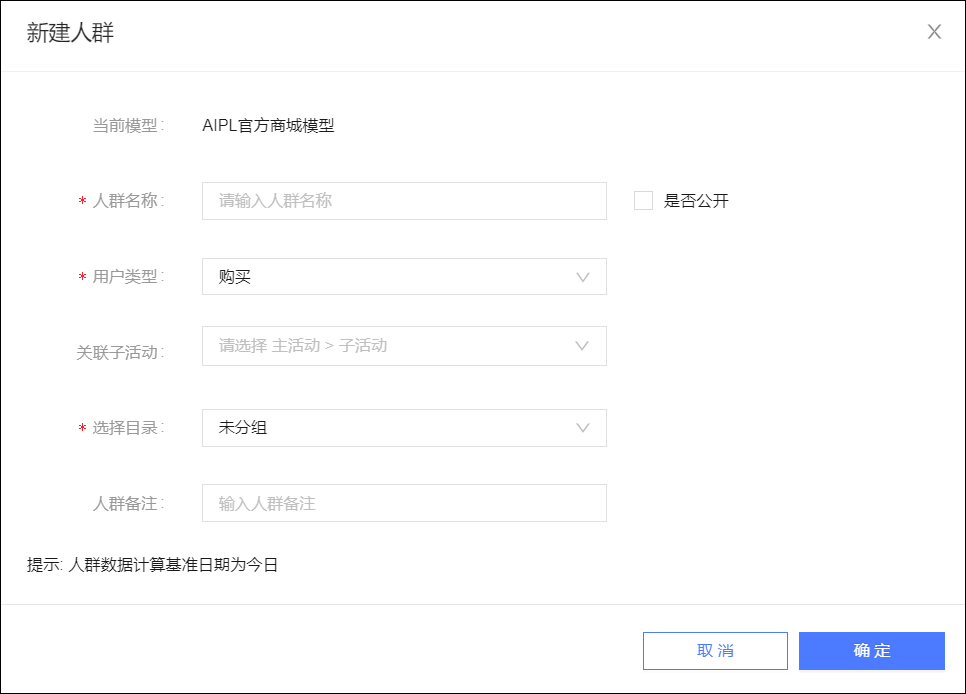 新建人群
当前模型: AIPL官方商城模型
* 人群名称: 请输入人群名称 是否公开
* 用户类型: 购买
关联子活动: 请选择 主活动 > 子活动
* 选择目录: 未分组
人群备注: 输入人群备注
提示: 人群数据计算基准日期为今日
取 消 确 定